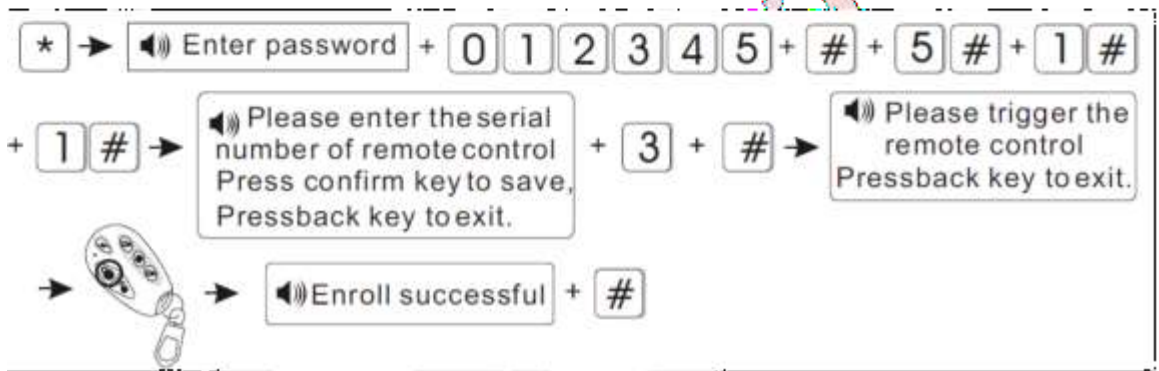 * Enter password + 0 1 2 3 4 5 + # + 5 # + 1 #
+ 1 # Please enter the serial number of remote control Press confirm key to save, Pressback key to exit. + 3 + # Please trigger the remote control Pressback key to exit.
Enroll successful + #